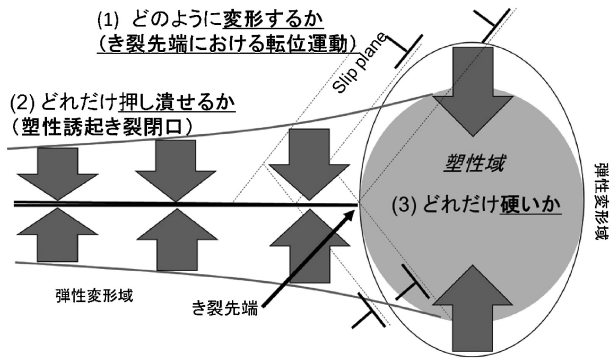 (1) どのように変形するか
(き裂先端における転位運動)
Slip plane
(2) どれだけ押し潰せるか
(塑性誘起き裂閉口)
塑性域
(3) どれだけ硬いか
弾性変形域
弾性変形域
き裂先端